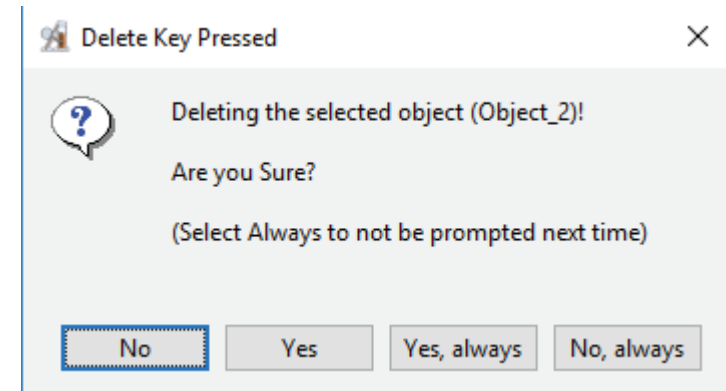 Delete Key Pressed
Deleting the selected object (Object_2)!
Are you Sure?
(Select Always to not be prompted next time)
No
Yes
Yes, always
No, always